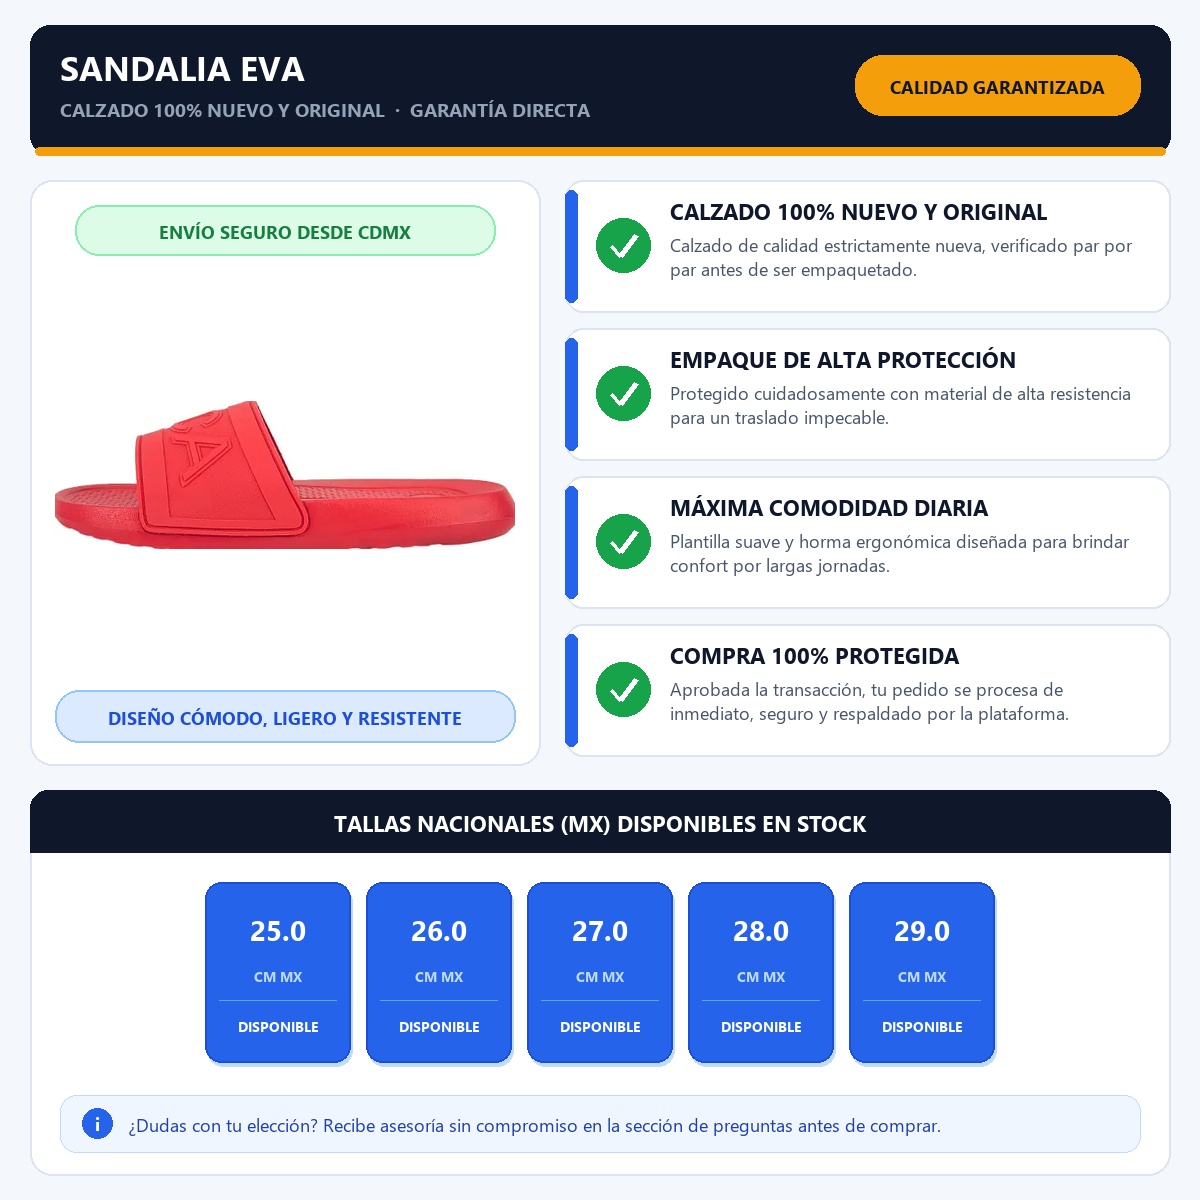 SANDALIA EVA
CALZADO 100% NUEVO Y ORIGINAL · GARANTÍA DIRECTA
CALIDAD GARANTIZADA
ENVÍO SEGURO DESDE CDMX
CA
DISEÑO CÓMODO, LIGERO Y RESISTENTE
CALZADO 100% NUEVO Y ORIGINAL
Calzado de calidad estrictamente nueva, verificado par por
par antes de ser empaquetado.
EMPAQUE DE ALTA PROTECCIÓN
Protegido cuidadosamente con material de alta resistencia
para un traslado impecable.
MÁXIMA COMODIDAD DIARIA
Plantilla suave y horma ergonómica diseñada para brindar
confort por largas jornadas.
COMPRA 100% PROTEGIDA
Aprobada la transacción, tu pedido se procesa de
inmediato, seguro y respaldado por la plataforma.
TALLAS NACIONALES (MX) DISPONIBLES EN STOCK
25.0
CM MX
DISPONIBLE
26.0
CM MX
DISPONIBLE
27.0
CM MX
DISPONIBLE
28.0
CM MX
DISPONIBLE
29.0
CM MX
DISPONIBLE
¿Dudas con tu elección? Recibe asesoría sin compromiso en la sección de preguntas antes de comprar.